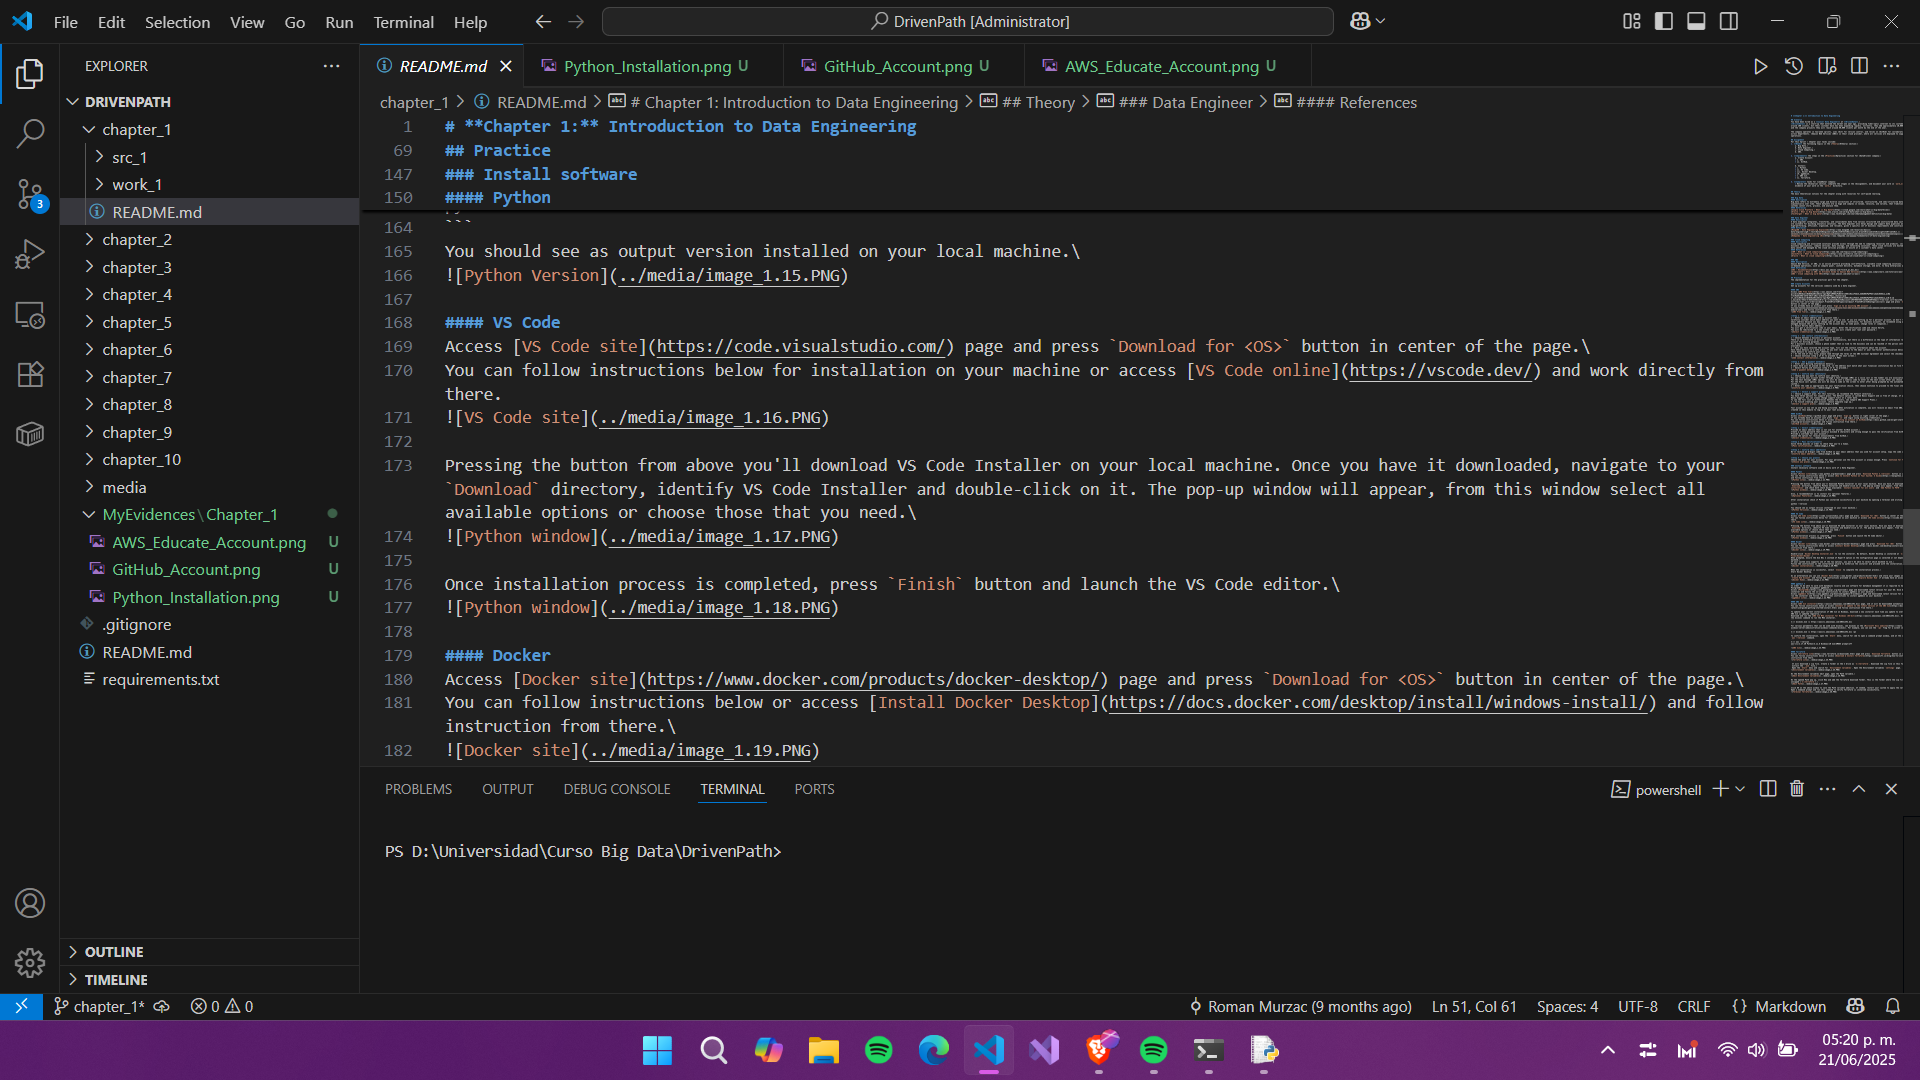 File Edit Selection View Go Run Terminal Help
DrivenPath [Administrator]
EXPLORER
DRIVENPATH
chapter_1
src_1
work_1
README.md
chapter_2
chapter_3
chapter_4
chapter_5
chapter_6
chapter_7
chapter_8
chapter_9
chapter_10
media
MyEvidences\Chapter_1
AWS_Educate_Account.png U
GitHub_Account.png U
Python_Installation.png U
.gitignore
README.md
requirements.txt
OUTLINE
TIMELINE
3
README.md Python_Installation.png U GitHub_Account.png U AWS_Educate_Account.png U
chapter_1 > README.md > # Chapter 1: Introduction to Data Engineering > ## Theory > ### Data Engineer > #### References
1 # **Chapter 1:** Introduction to Data Engineering
69 ## Practice
147 ### Install software
150 #### Python
164 ```
165 You should see as output version installed on your local machine.\
166 ![Python Version](../media/image_1.15.PNG)
167
168 #### VS Code
169 Access [VS Code site](https://code.visualstudio.com/) page and press `Download for <OS>` button in center of the page.\
170 You can follow instructions below for installation on your machine or access [VS Code online](https://vscode.dev/) and work directly from
there.
171 ![VS Code site](../media/image_1.16.PNG)
172
173 Pressing the button from above you'll download VS Code Installer on your local machine. Once you have it downloaded, navigate to your
`Download` directory, identify VS Code Installer and double-click on it. The pop-up window will appear, from this window select all
available options or choose those that you need.\
174 ![Python window](../media/image_1.17.PNG)
175
176 Once installation process is completed, press `Finish` button and launch the VS Code editor.\
177 ![Python window](../media/image_1.18.PNG)
178
179 #### Docker
180 Access [Docker site](https://www.docker.com/products/docker-desktop/) page and press `Download for <OS>` button in center of the page.\
181 You can follow instructions below or access [Install Docker Desktop](https://docs.docker.com/desktop/install/windows-install/) and follow
instruction from there.\
182 ![Docker site](../media/image_1.19.PNG)
PROBLEMS OUTPUT DEBUG CONSOLE TERMINAL PORTS
powershell
PS D:\Universidad\Curso Big Data\DrivenPath>
chapter_1* 0 0
Roman Murzac (9 months ago) Ln 51, Col 61 Spaces: 4 UTF-8 CRLF {} Markdown
05:20 p. m.
21/06/2025